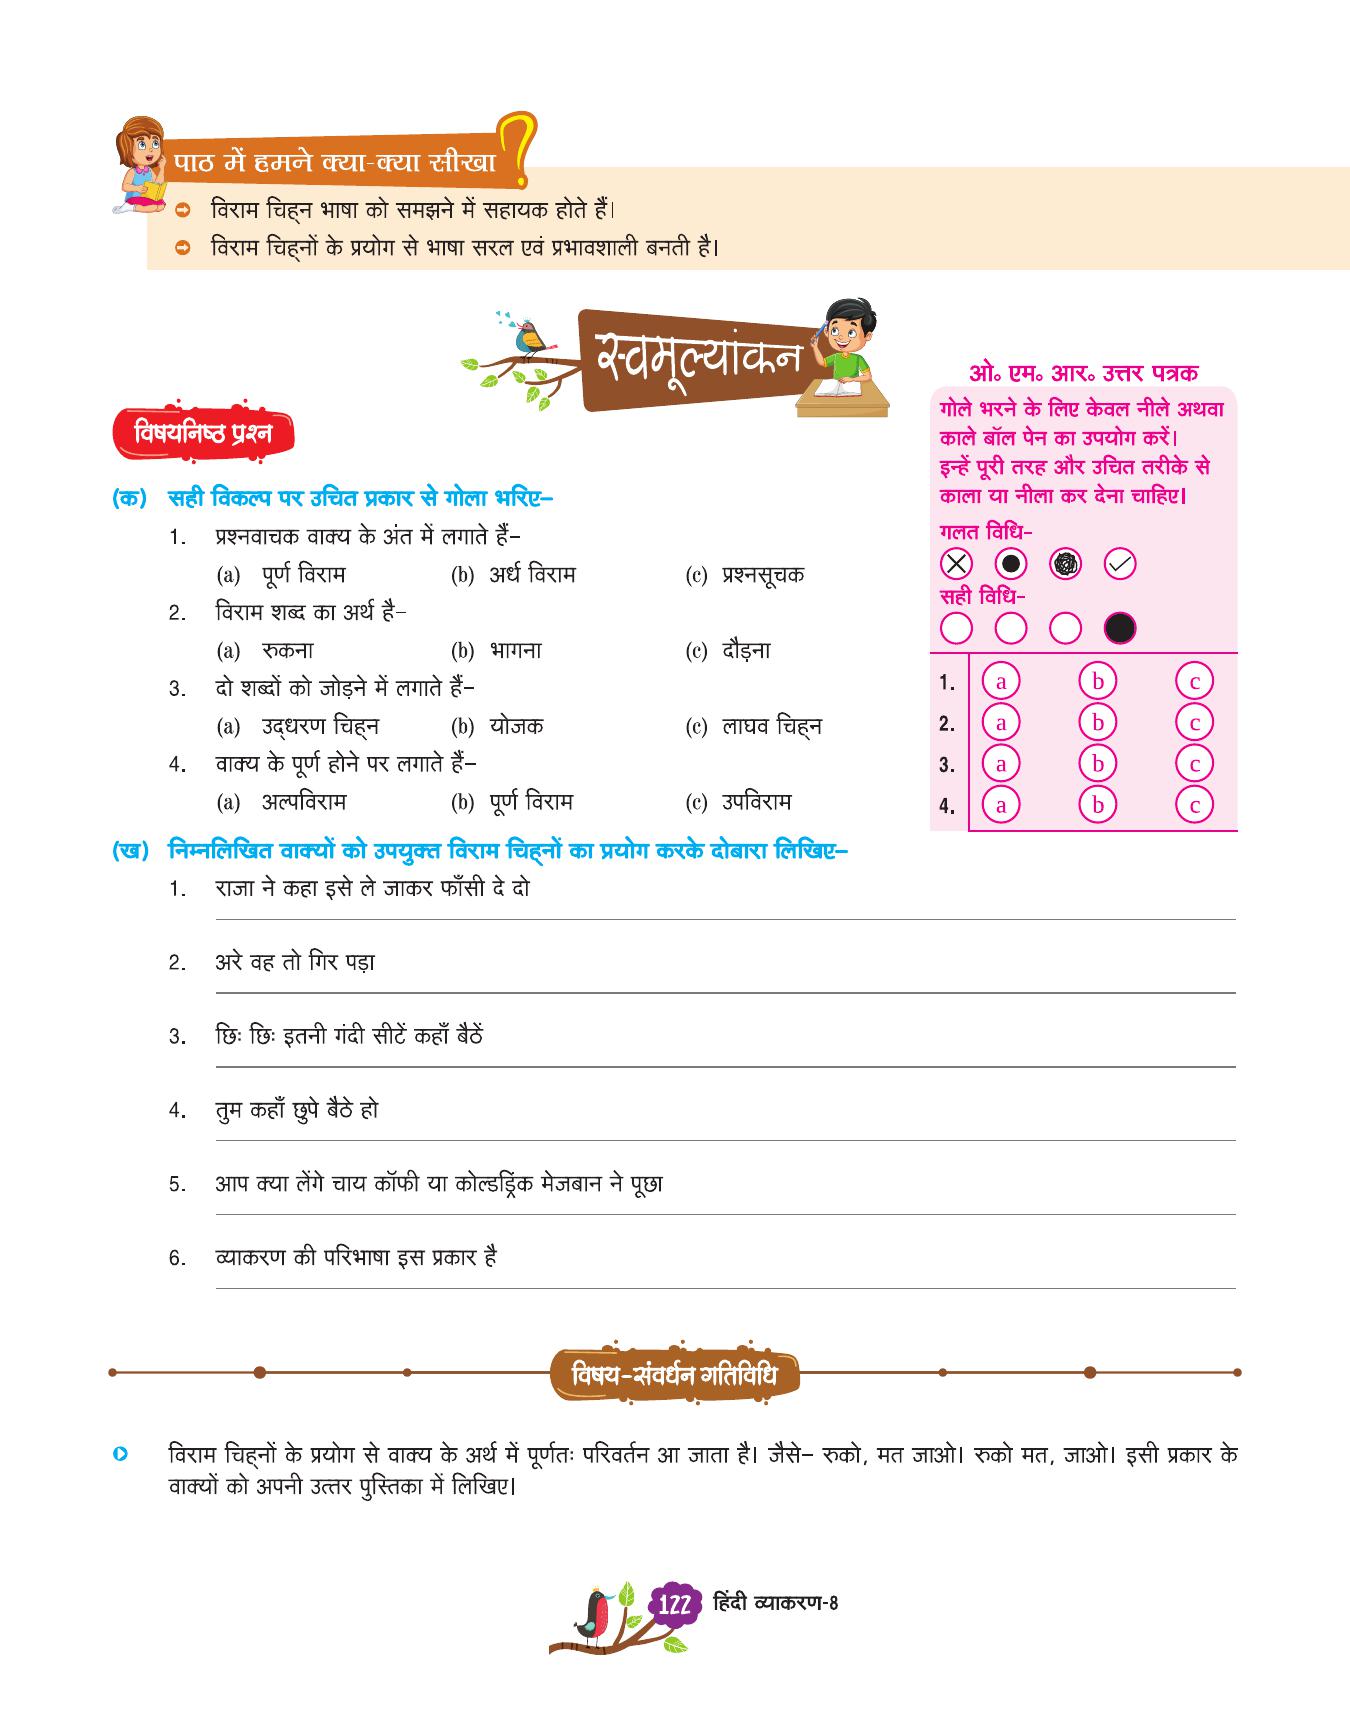 पाठ में हमने क्या-क्या सीखा ?
विराम चिह्न भाषा को समझने में सहायक होते हैं।
विराम चिह्नों के प्रयोग से भाषा सरल एवं प्रभावशाली बनती है।
स्वमूल्यांकन
विषयनिष्ठ प्रश्न
(क) सही विकल्प पर उचित प्रकार से गोला भरिए–
1. प्रश्नवाचक वाक्य के अंत में लगाते हैं–
(a) पूर्ण विराम (b) अर्ध विराम (c) प्रश्नसूचक
2. विराम शब्द का अर्थ है–
(a) रुकना (b) भागना (c) दौड़ना
3. दो शब्दों को जोड़ने में लगाते हैं–
(a) उद्धरण चिह्न (b) योजक (c) लाघव चिह्न
4. वाक्य के पूर्ण होने पर लगाते हैं–
(a) अल्पविराम (b) पूर्ण विराम (c) उपविराम
ओ॰ एम॰ आर॰ उत्तर पत्रक
गोले भरने के लिए केवल नीले अथवा
काले बॉल पेन का उपयोग करें।
इन्हें पूरी तरह और उचित तरीके से
काला या नीला कर देना चाहिए।
गलत विधि–
सही विधि–
1. a b c
2. a b c
3. a b c
4. a b c
(ख) निम्नलिखित वाक्यों को उपयुक्त विराम चिह्नों का प्रयोग करके दोबारा लिखिए–
1. राजा ने कहा इसे ले जाकर फाँसी दे दो
2. अरे वह तो गिर पड़ा
3. छिः छिः इतनी गंदी सीटें कहाँ बैठें
4. तुम कहाँ छुपे बैठे हो
5. आप क्या लेंगे चाय कॉफी या कोल्डड्रिंक मेजबान ने पूछा
6. व्याकरण की परिभाषा इस प्रकार है
विषय-संवर्धन गतिविधि
विराम चिह्नों के प्रयोग से वाक्य के अर्थ में पूर्णतः परिवर्तन आ जाता है। जैसे– रुको, मत जाओ। रुको मत, जाओ। इसी प्रकार के
वाक्यों को अपनी उत्तर पुस्तिका में लिखिए।
122 हिंदी व्याकरण-8